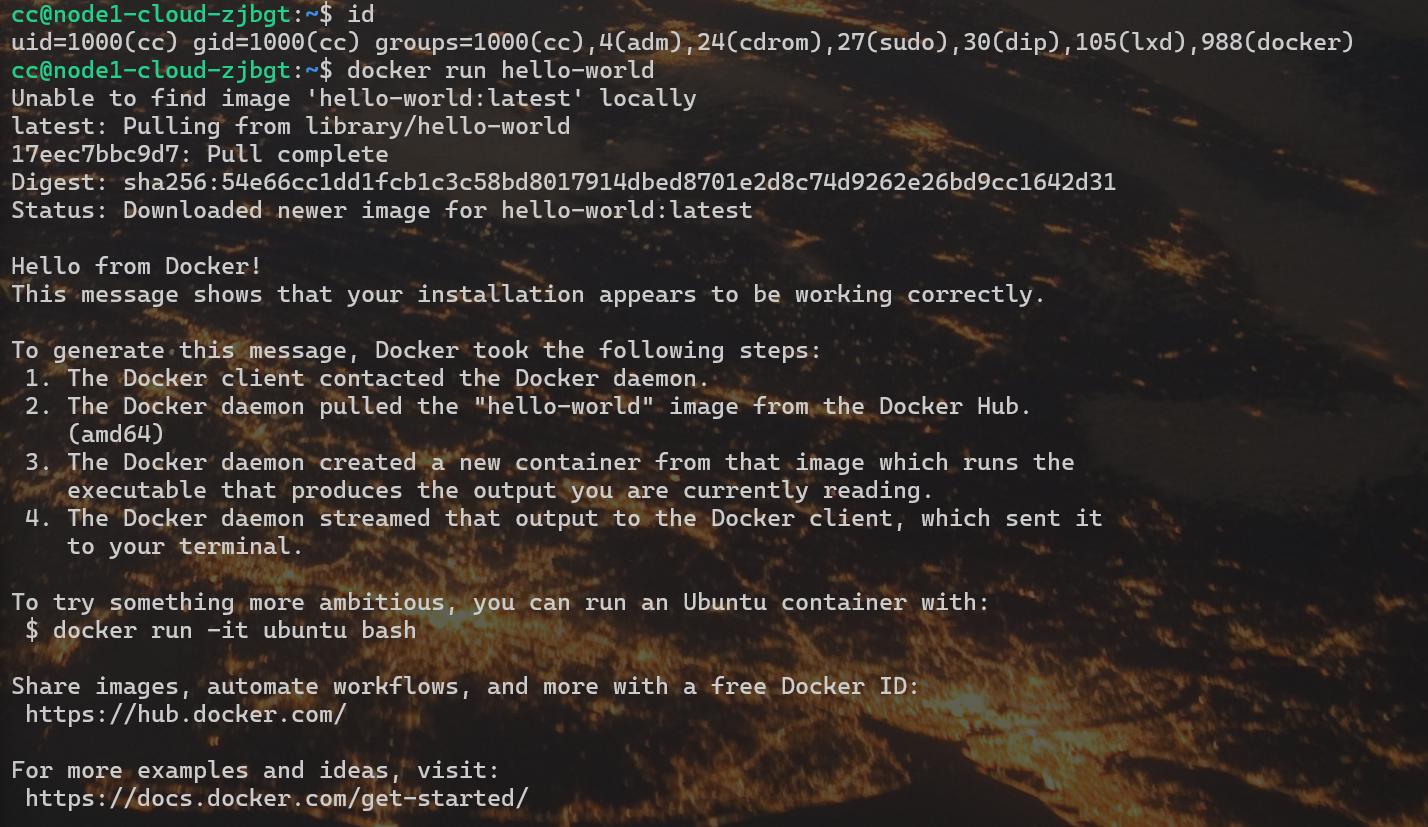 cc@node1-cloud-zjbgt:~$ id
uid=1000(cc) gid=1000(cc) groups=1000(cc),4(adm),24(cdrom),27(sudo),30(dip),105(lxd),988(docker)
cc@node1-cloud-zjbgt:~$ docker run hello-world
Unable to find image 'hello-world:latest' locally
latest: Pulling from library/hello-world
17eec7bbc9d7: Pull complete
Digest: sha256:54e66cc1dd1fcb1c3c58bd8017914dbed8701e2d8c74d9262e26bd9cc1642d31
Status: Downloaded newer image for hello-world:latest

Hello from Docker!
This message shows that your installation appears to be working correctly.

To generate this message, Docker took the following steps:
 1. The Docker client contacted the Docker daemon.
 2. The Docker daemon pulled the "hello-world" image from the Docker Hub.
    (amd64)
 3. The Docker daemon created a new container from that image which runs the
    executable that produces the output you are currently reading.
 4. The Docker daemon streamed that output to the Docker client, which sent it
    to your terminal.

To try something more ambitious, you can run an Ubuntu container with:
 $ docker run -it ubuntu bash

Share images, automate workflows, and more with a free Docker ID:
 https://hub.docker.com/

For more examples and ideas, visit:
 https://docs.docker.com/get-started/